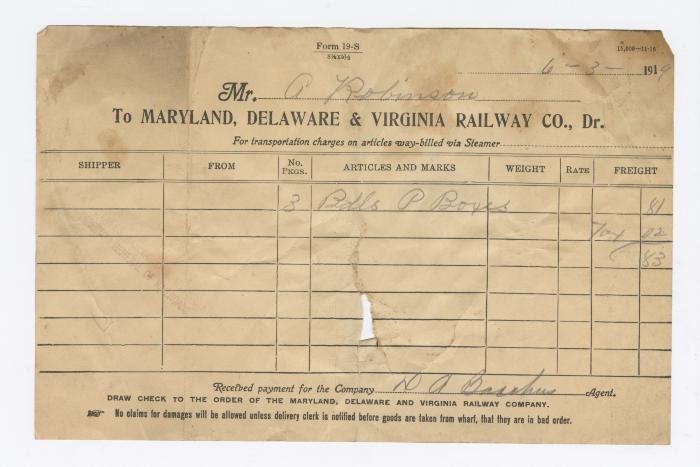 Form 19-S
15,000-11-16
6-3-1919
Mr. A Robinson
To MARYLAND, DELAWARE & VIRGINIA RAILWAY CO., Dr.
For transportation charges on articles way-billed via Steamer
SHIPPER FROM No. PKGS. ARTICLES AND MARKS WEIGHT RATE FREIGHT
3 Bdls P Boxes 81
Tax 02
83
Received payment for the Company D A Agent.
DRAW CHECK TO THE ORDER OF THE MARYLAND, DELAWARE AND VIRGINIA RAILWAY COMPANY.
No claims for damages will be allowed unless delivery clerk is notified before goods are taken from wharf, that they are in bad order.